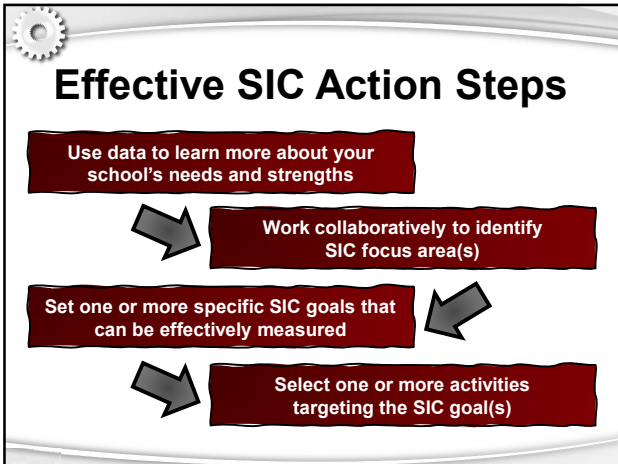 Effective SIC Action Steps
Use data to learn more about your
school's needs and strengths
Work collaboratively to identify
SIC focus area(s)
Set one or more specific SIC goals that
can be effectively measured
Select one or more activities
targeting the SIC goal(s)